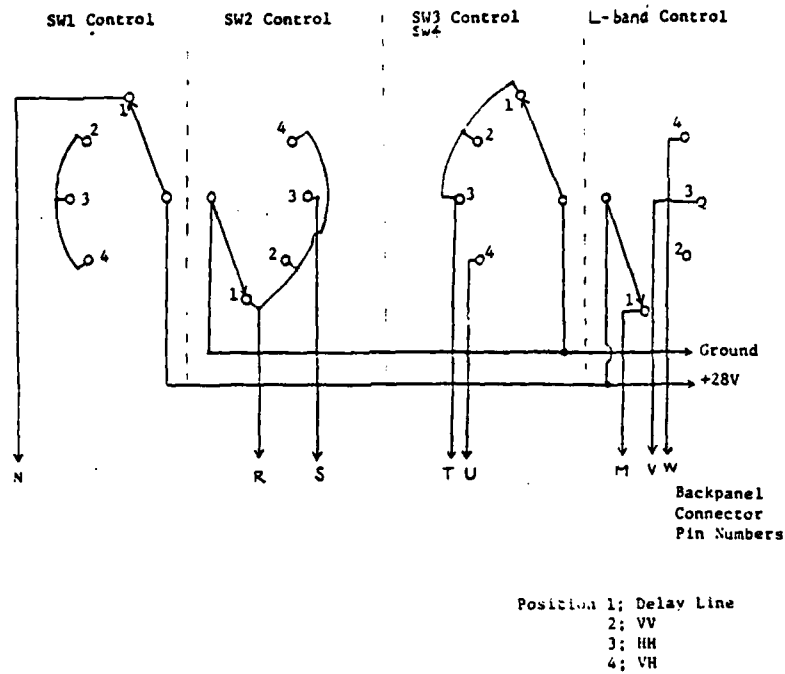 SW1 Control
SW2 Control
SW3 Control
SW4
L-band Control
1
2
3
4
4
3
2
1
1
2
3
4
4
3
2
1
Ground
+28V
N
R
S
T
U
M
V
W
Backpanel
Connector
Pin Numbers
Position 1; Delay Line
2; VV
3; HH
4; VH